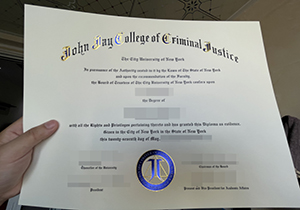 John Jay College of Criminal Justice
The City University of New York
In pursuance of the Authority vested in it by the Laws of The State of New York
and upon the recommendation of the Faculty
the Board of Trustees of The City University of New York confers upon
the Degree of
with all the Rights and Privileges pertaining thereto and has granted this Diploma as evidence.
Given in the City of New York in the State of New York
this twenty seventh day of May,
President